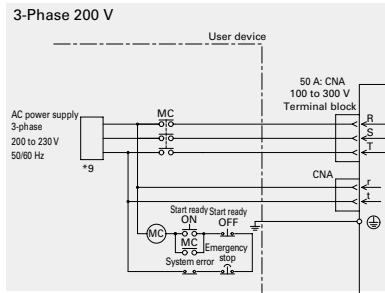 3-Phase 200 V
User device
50 A: CNA
100 to 300 V
Terminal block
AC power supply
3-phase
200 to 230 V
50/60 Hz
*9
MC
R
S
T
CNA
r
t
Start ready
ON
Start ready
OFF
MC
MC
Emergency
stop
System error